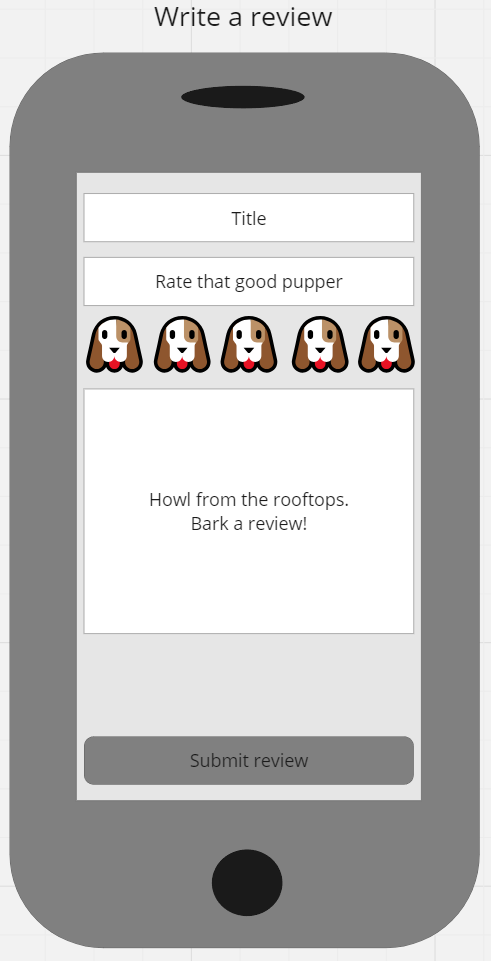 Write a review
Title
Rate that good pupper
Howl from the rooftops.
Bark a review!
Submit review